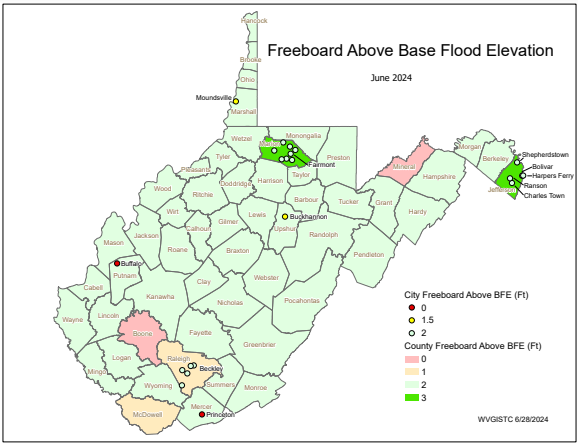 Freeboard Above Base Flood Elevation
June 2024
Hancock
Brooke
Ohio
Moundsville
Marshall
Wetzel
Monongalia
Marion
Fairmont
Preston
Mineral
Morgan
Berkeley
Shepherdstown
Bolivar
Harpers Ferry
Jefferson
Ranson
Charles Town
Hampshire
Tyler
Pleasants
Doddridge
Harrison
Taylor
Wood
Ritchie
Barbour
Tucker
Grant
Hardy
Wirt
Calhoun
Gilmer
Lewis
Buckhannon
Upshur
Randolph
Mason
Jackson
Roane
Braxton
Pendleton
Buffalo
Putnam
Cabell
Clay
Webster
Kanawha
Nicholas
Pocahontas
Wayne
Lincoln
Boone
Fayette
Greenbrier
Logan
Raleigh
Beckley
Mingo
Wyoming
Summers
Monroe
Mercer
Princeton
McDowell
City Freeboard Above BFE (Ft)
0
1.5
2
County Freeboard Above BFE (Ft)
0
1
2
3
WVGISTC 6/28/2024